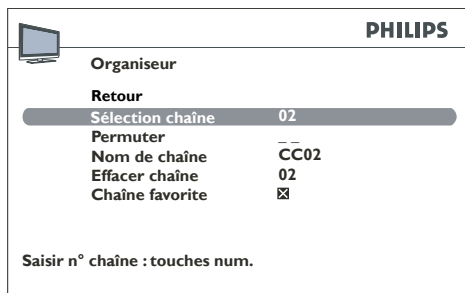 PHILIPS
Organiseur
Retour
Sélection chaîne 02
Permuter _ _
Nom de chaîne CC02
Effacer chaîne 02
Chaîne favorite ☒
Saisir n° chaîne : touches num.